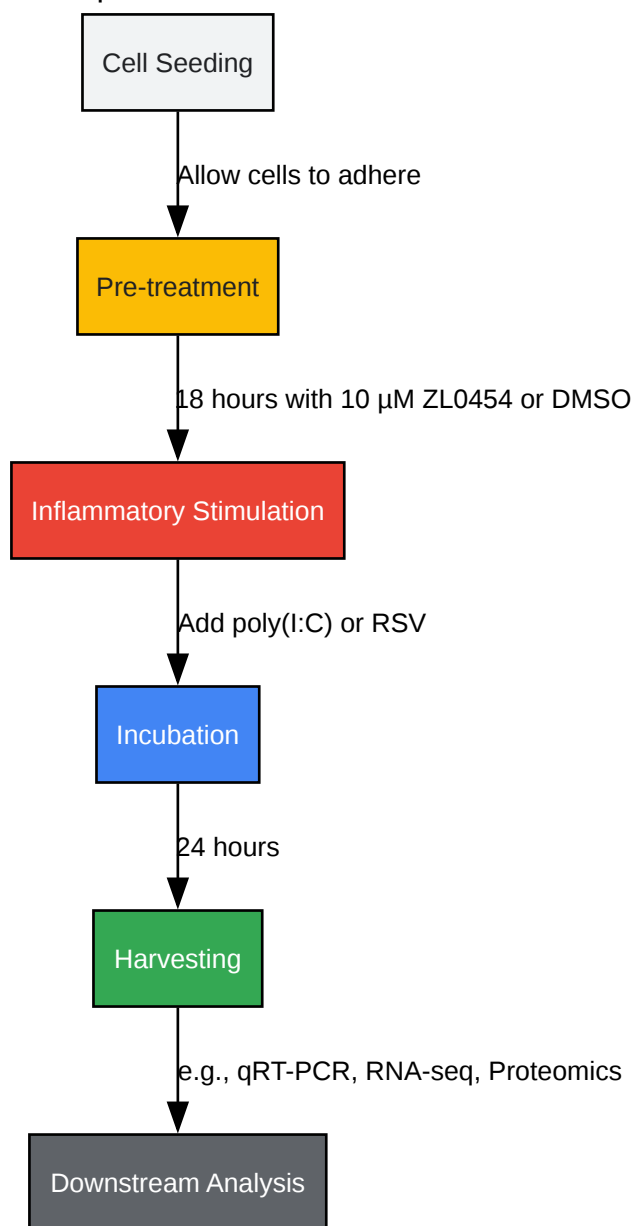 Cell Seeding
Allow cells to adhere
Pre-treatment
18 hours with 10 µM ZL0454 or DMSO
Inflammatory Stimulation
Add poly(I:C) or RSV
Incubation
24 hours
Harvesting
e.g., qRT-PCR, RNA-seq, Proteomics
Downstream Analysis